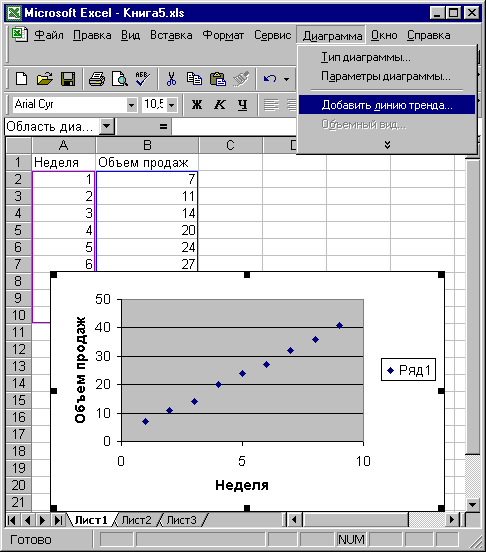 Microsoft Excel - Книга5.xls
Файл Правка Вид Вставка Формат Сервис Диаграмма Окно Справка
Тип диаграммы...
Параметры диаграммы...
Добавить линию тренда...
Объемный вид...
ABC
Arial Cyr 10,5 Ж К Ч
Область диа... =
A B C D
1 Неделя Объем продаж
2 1 7
3 2 11
4 3 14
5 4 20
6 5 24
7 6 27
8
9
10
11
12
13
14
15
16
17
18
19
20
21
50
40
30
20
10
0
0 5 10
Объем продаж
Неделя
Ряд1
Лист1 Лист2 Лист3
Готово NUM